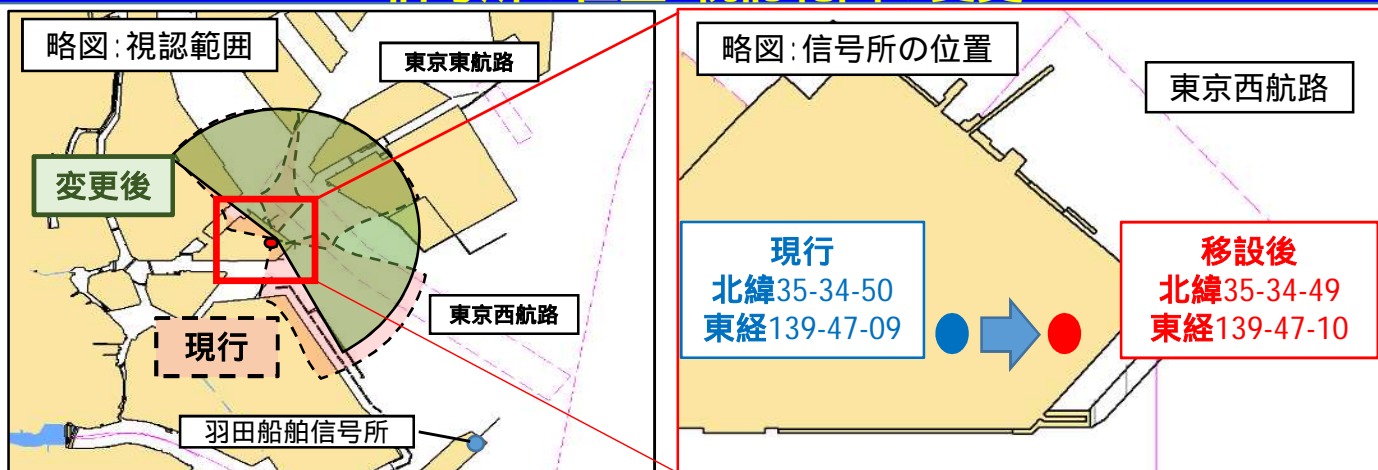 略図:視認範囲
東京東航路
変更後
現行
東京西航路
羽田船舶信号所
略図:信号所の位置
東京西航路
現行
北緯35-34-50
東経139-47-09
移設後
北緯35-34-49
東経139-47-10